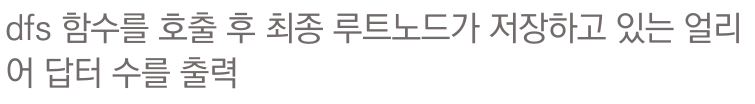 dfs 함수를 호출 후 최종 루트노드가 저장하고 있는 얼리
어 답터 수를 출력